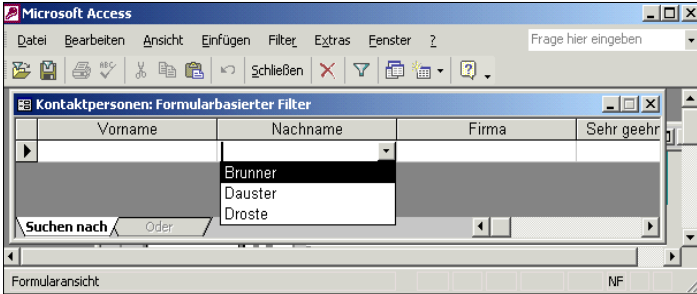 Microsoft Access
Datei Bearbeiten Ansicht Einfügen Filter Extras Fenster ? Frage hier eingeben
ABC Schließen
Kontaktpersonen: Formularbasierter Filter
Vorname Nachname Firma Sehr geehr
Brunner
Dauster
Droste
Suchen nach Oder
Formularansicht NF